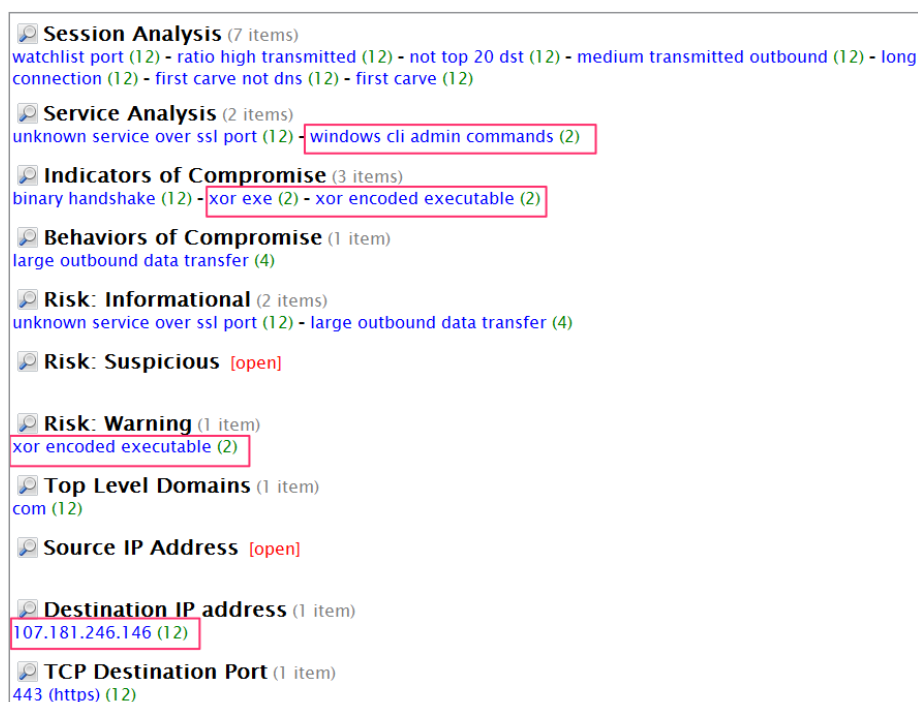 Session Analysis (7 items)
watchlist port (12) - ratio high transmitted (12) - not top 20 dst (12) - medium transmitted outbound (12) - long
connection (12) - first carve not dns (12) - first carve (12)
Service Analysis (2 items)
unknown service over ssl port (12) - windows cli admin commands (2)
Indicators of Compromise (3 items)
binary handshake (12) - xor exe (2) - xor encoded executable (2)
Behaviors of Compromise (1 item)
large outbound data transfer (4)
Risk: Informational (2 items)
unknown service over ssl port (12) - large outbound data transfer (4)
Risk: Suspicious [open]
Risk: Warning (1 item)
xor encoded executable (2)
Top Level Domains (1 item)
com (12)
Source IP Address [open]
Destination IP address (1 item)
107.181.246.146 (12)
TCP Destination Port (1 item)
443 (https) (12)